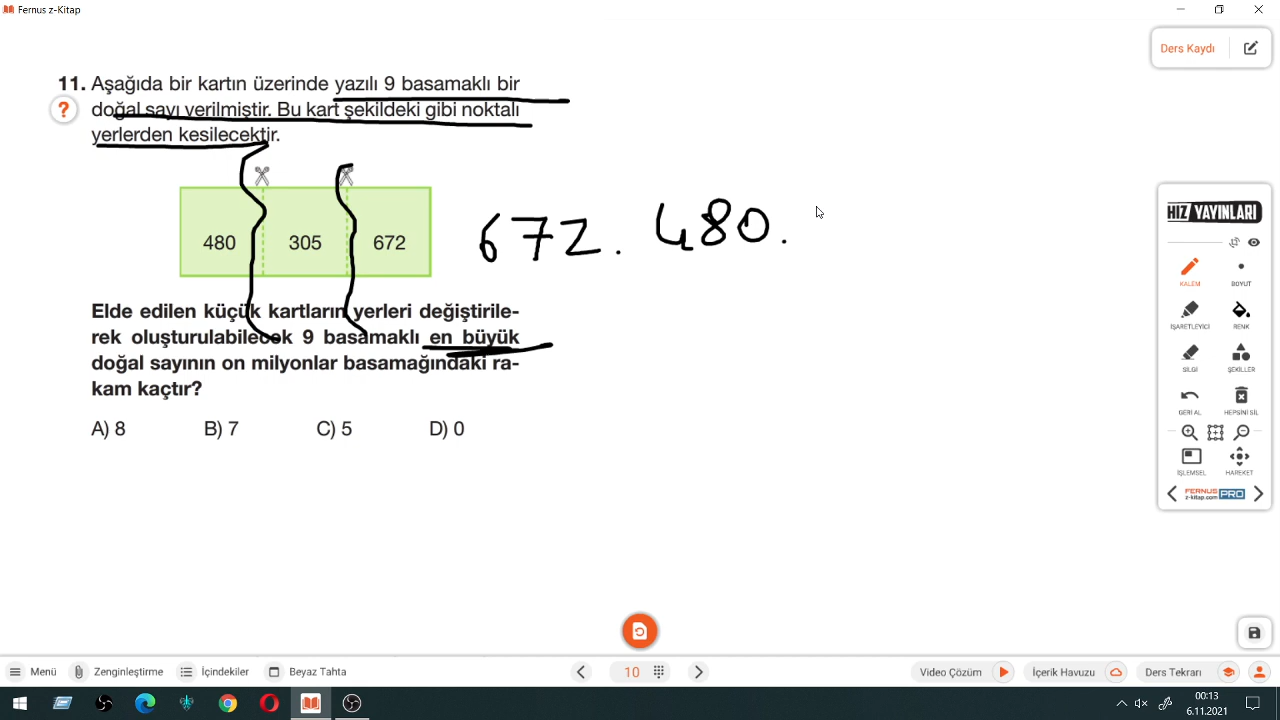 Fernus z-Kitap
Ders Kaydı
11. Aşağıda bir kartın üzerinde yazılı 9 basamaklı bir
? doğal sayı verilmiştir. Bu kart şekildeki gibi noktalı
yerlerden kesilecektir.
480 305 672
672. 480.
Elde edilen küçük kartların yerleri değiştirile-
rek oluşturulabilecek 9 basamaklı en büyük
doğal sayının on milyonlar basamağındaki ra-
kam kaçtır?
A) 8 B) 7 C) 5 D) 0
HIZ YAYINLARI
KALEM BOYUT
İŞARETLEYİCİ RENK
SİLGİ ŞEKİLLER
GERİ AL HEPSİNİ SİL
İŞLEMSEL HAREKET
FERNUS z-kitap.com PRO
Menü Zenginleştirme İçindekiler Beyaz Tahta 10 Video Çözüm İçerik Havuzu Ders Tekrarı
00:13
6.11.2021